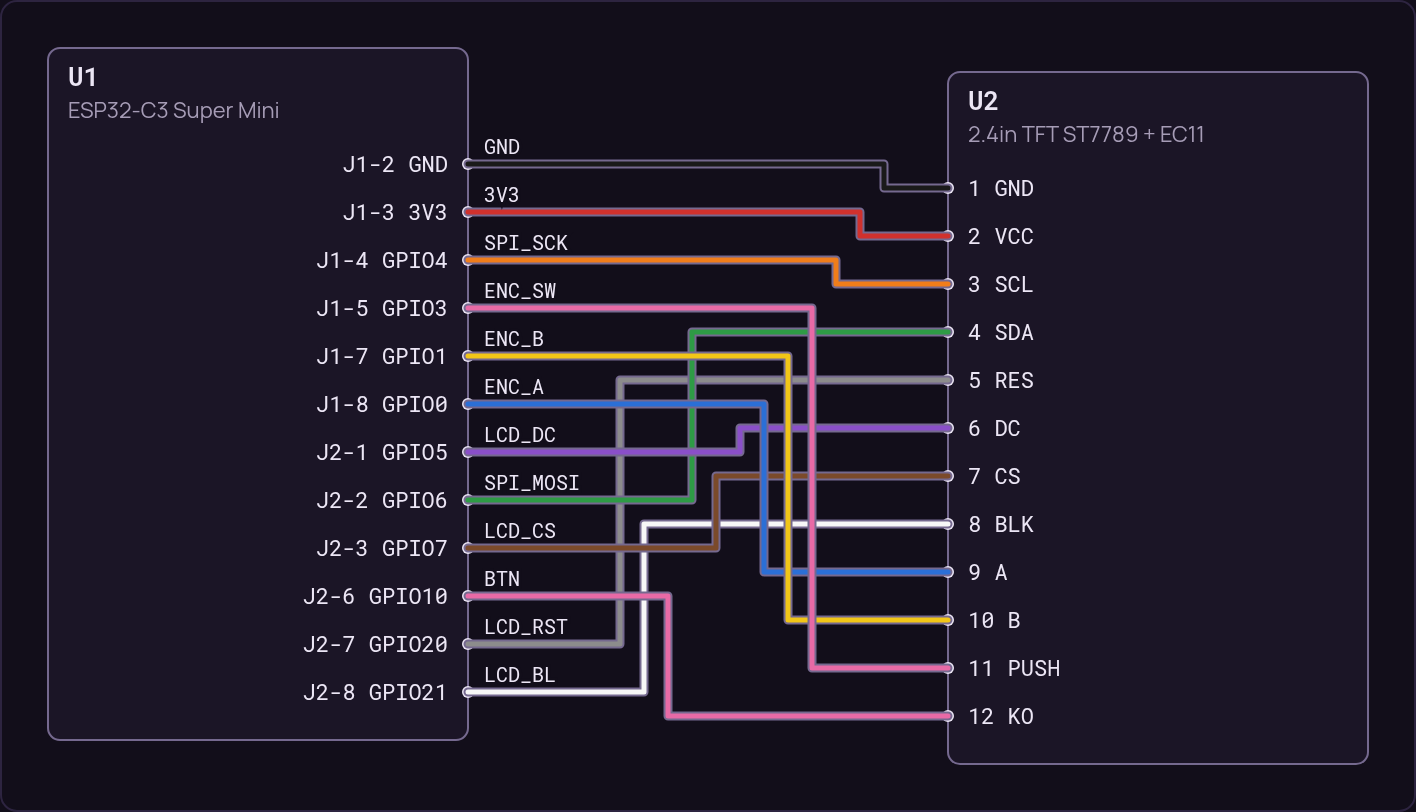 U1
ESP32-C3 Super Mini
J1-2 GND
J1-3 3V3
J1-4 GPIO4
J1-5 GPIO3
J1-7 GPIO1
J1-8 GPIO0
J2-1 GPIO5
J2-2 GPIO6
J2-3 GPIO7
J2-6 GPIO10
J2-7 GPIO20
J2-8 GPIO21
GND
3V3
SPI_SCK
ENC_SW
ENC_B
ENC_A
LCD_DC
SPI_MOSI
LCD_CS
BTN
LCD_RST
LCD_BL
U2
2.4in TFT ST7789 + EC11
1 GND
2 VCC
3 SCL
4 SDA
5 RES
6 DC
7 CS
8 BLK
9 A
10 B
11 PUSH
12 KO